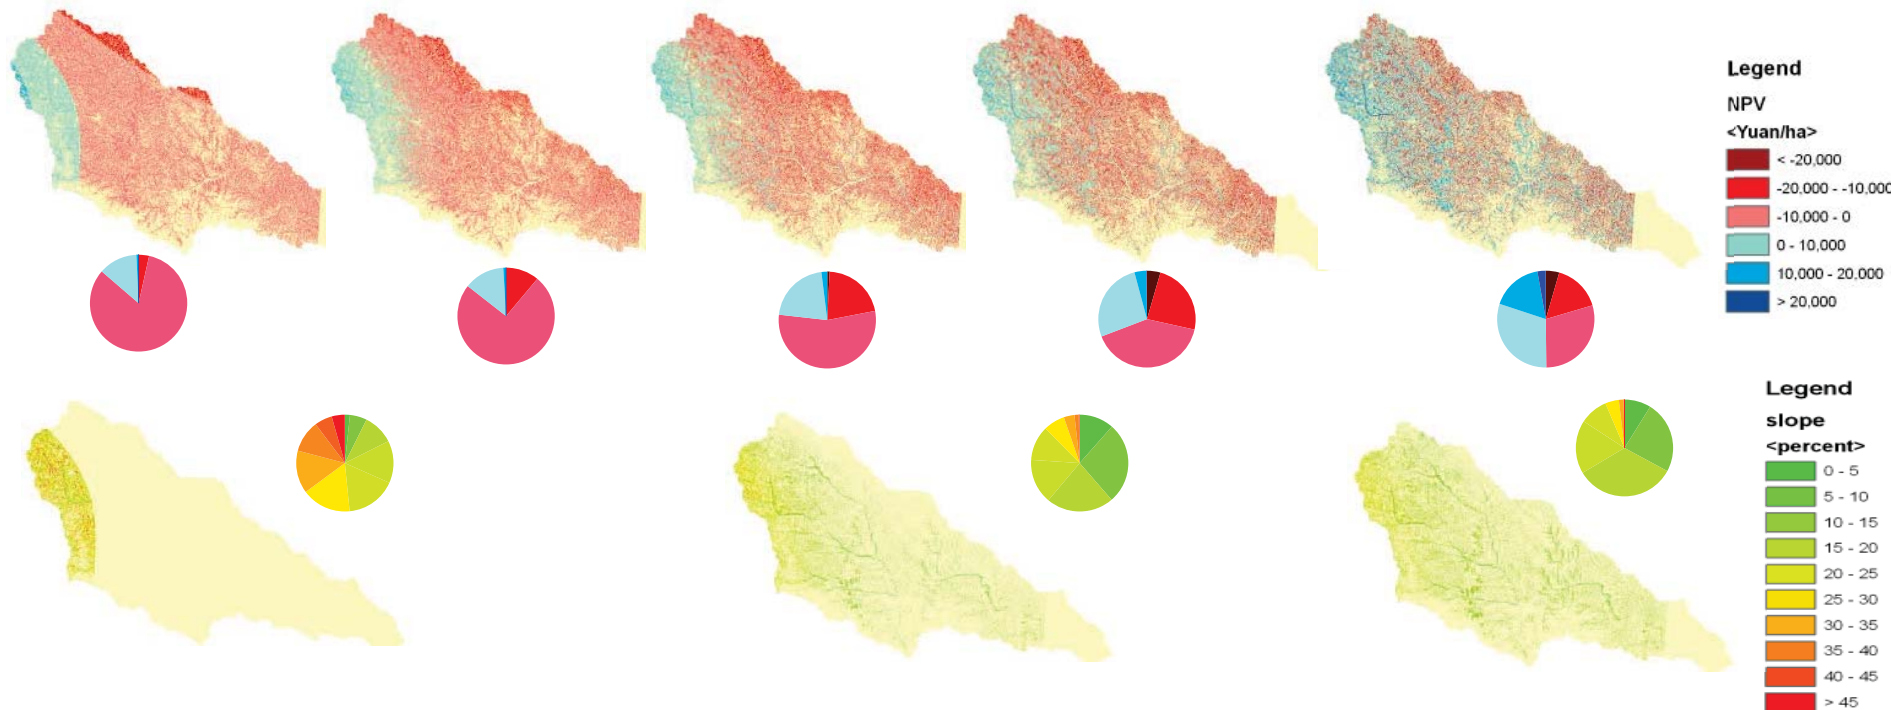 Legend
NPV
<Yuan/ha>
< -20,000
-20,000 - -10,000
-10,000 - 0
0 - 10,000
10,000 - 20,000
> 20,000
Legend
slope
<percent>
0 - 5
5 - 10
10 - 15
15 - 20
20 - 25
25 - 30
30 - 35
35 - 40
40 - 45
> 45